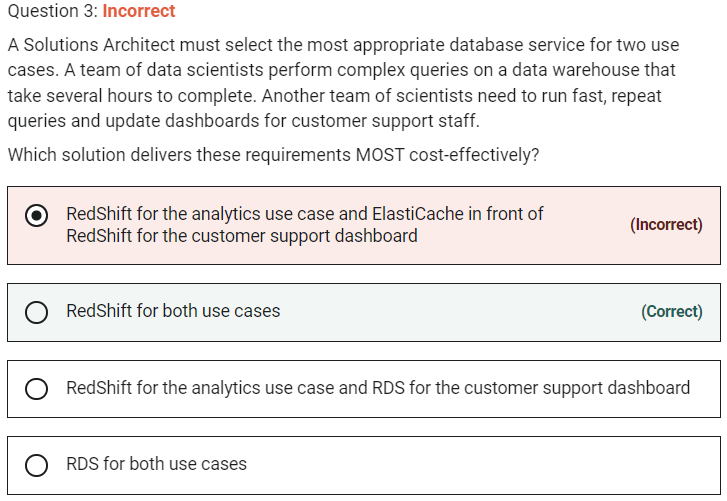 Question 3: Incorrect
A Solutions Architect must select the most appropriate database service for two use
cases. A team of data scientists perform complex queries on a data warehouse that
take several hours to complete. Another team of scientists need to run fast, repeat
queries and update dashboards for customer support staff.
Which solution delivers these requirements MOST cost-effectively?
RedShift for the analytics use case and ElastiCache in front of
RedShift for the customer support dashboard
(Incorrect)
RedShift for both use cases
(Correct)
RedShift for the analytics use case and RDS for the customer support dashboard
RDS for both use cases